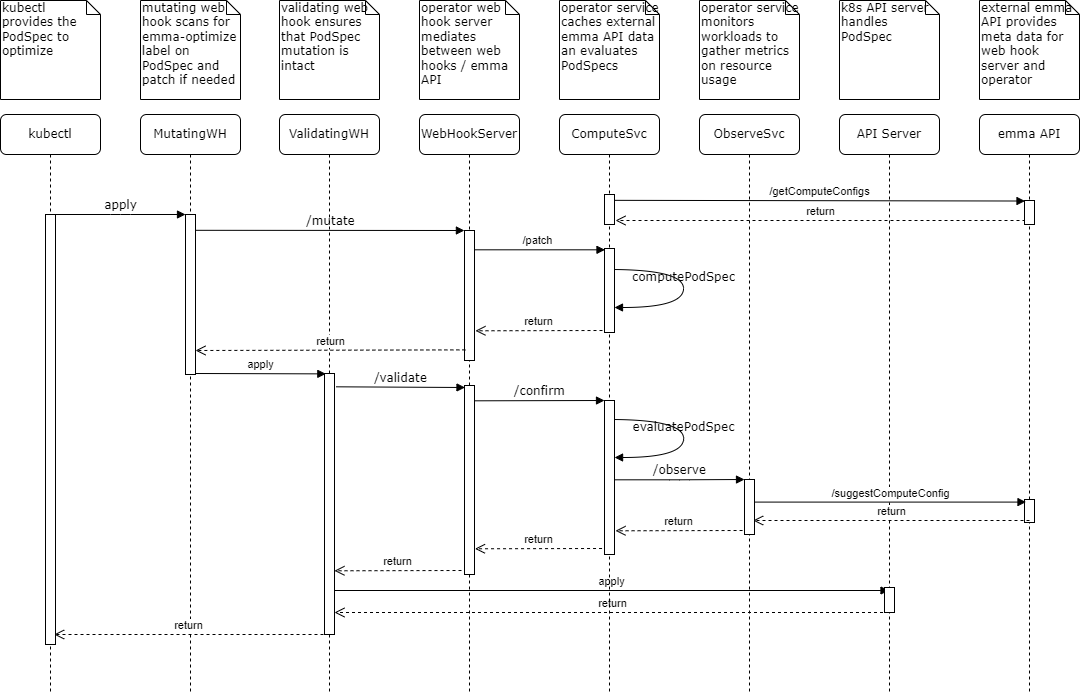 kubectl
provides the
PodSpec to
optimize
mutating web
hook scans for
emma-optimize
label on
PodSpec and
patch if needed
validating web
hook ensures
that PodSpec
mutation is
intact
operator web
hook server
mediates
between web
hooks / emma
API
operator service
caches external
emma API data
an evaluates
PodSpecs
operator service
monitors
workloads to
gather metrics
on resource
usage
k8s API server
handles
PodSpec
external emma
API provides
meta data for
web hook
server and
operator
kubectl
MutatingWH
ValidatingWH
WebHookServer
ComputeSvc
ObserveSvc
API Server
emma API
/getComputeConfigs
apply
return
/mutate
/patch
computePodSpec
return
return
apply
/validate
/confirm
evaluatePodSpec
/observe
/suggestComputeConfig
return
return
return
return
apply
return
return